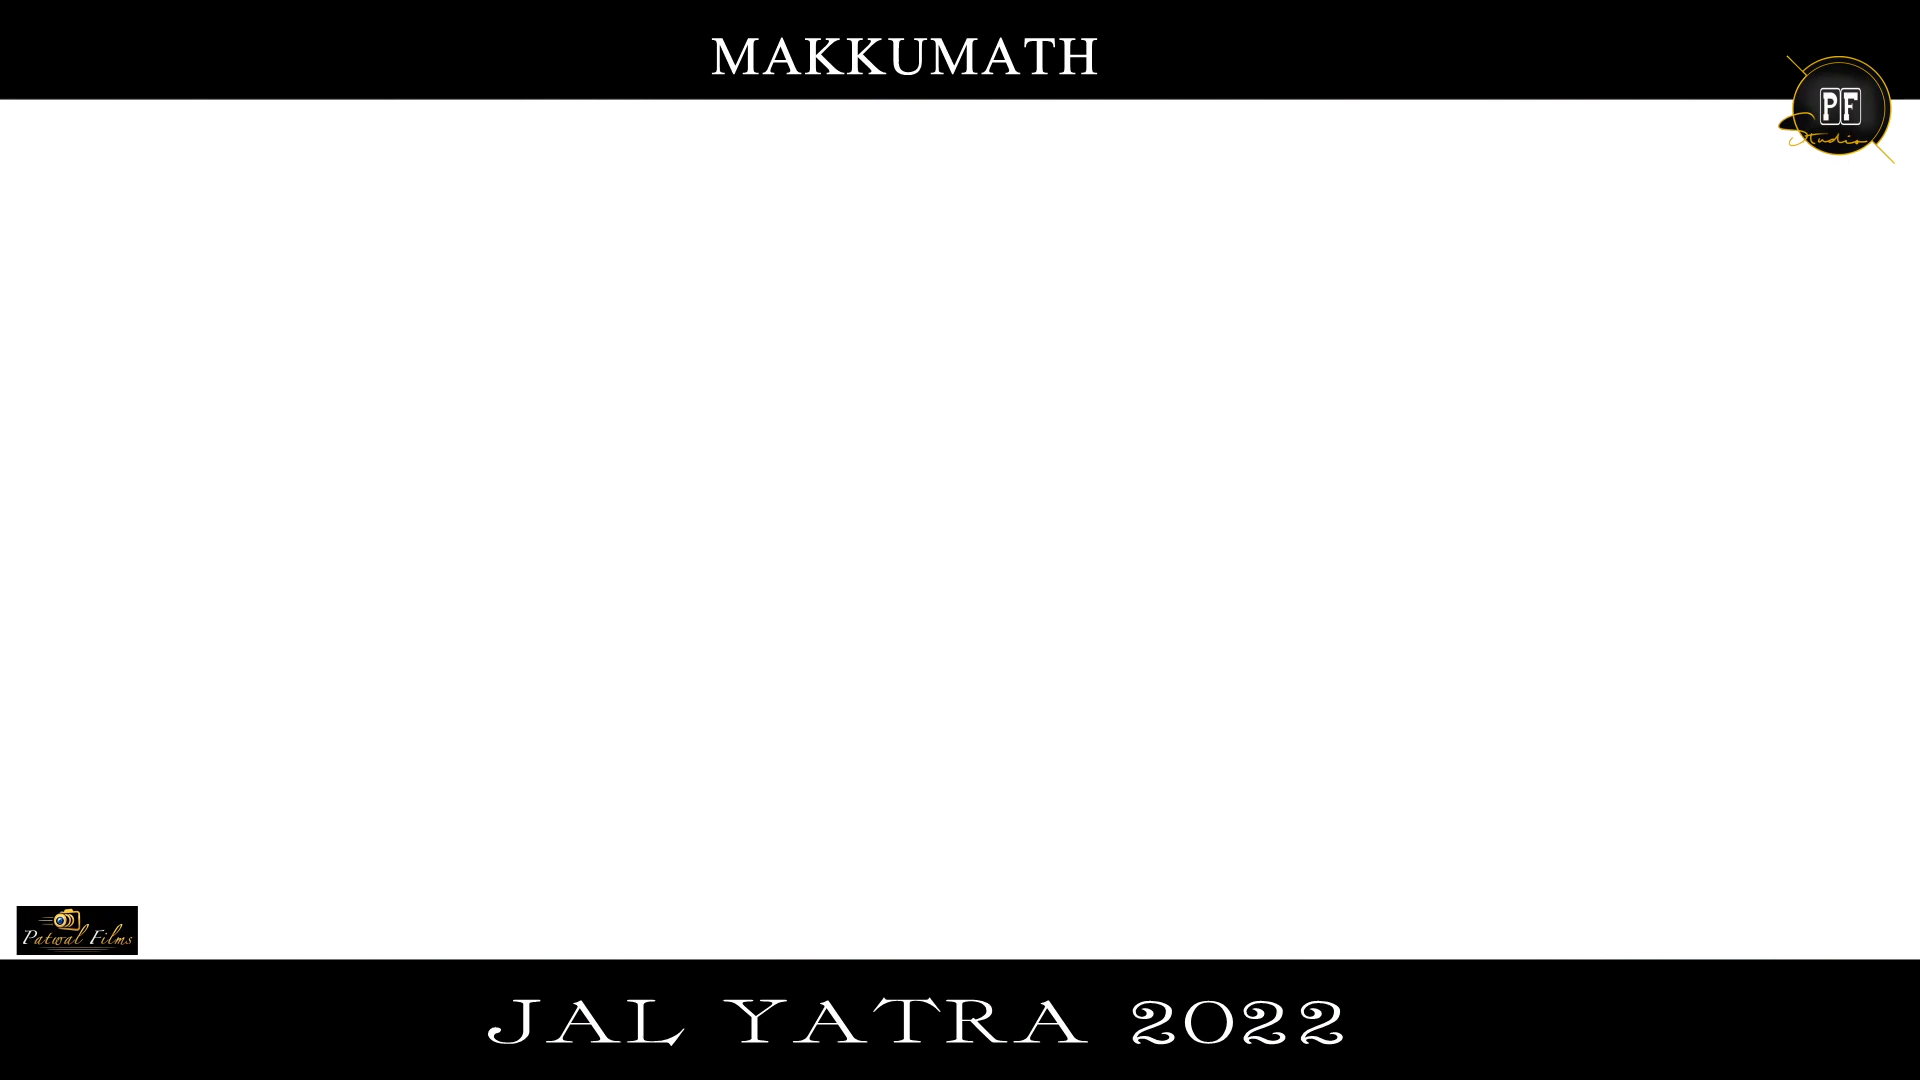 MAKKUMATH
PF
Studio
Patwal Films
JAL YATRA 2022